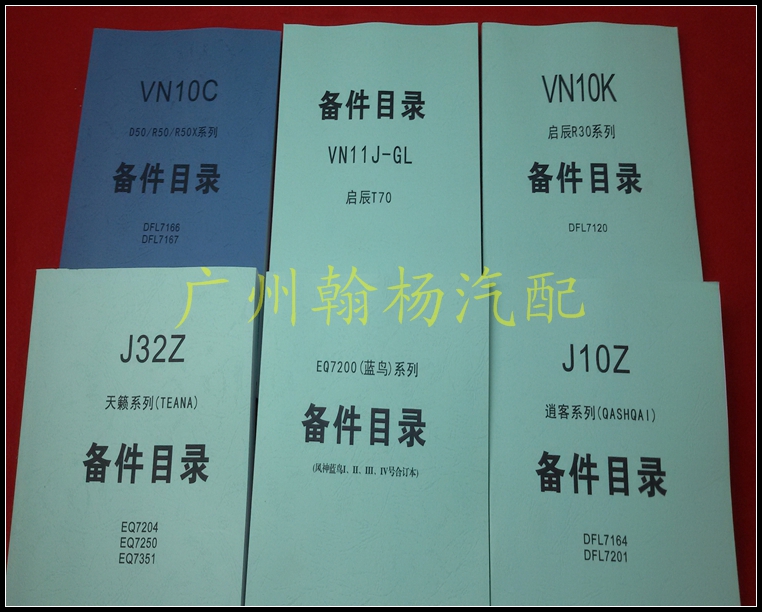 VN10C
D50/R50/R50X系列
备件目录
DFL7166
DFL7167
备件目录
VN11J-GL
启辰T70
VN10K
启辰R30系列
备件目录
DFL7120
广州翰杨汽配
J32Z
天籁系列(TEANA)
备件目录
EQ7204
EQ7250
EQ7351
EQ7200(蓝鸟)系列
备件目录
(风神蓝鸟I、II、III、IV号合订本)
J10Z
逍客系列(QASHQAI)
备件目录
DFL7164
DFL7201